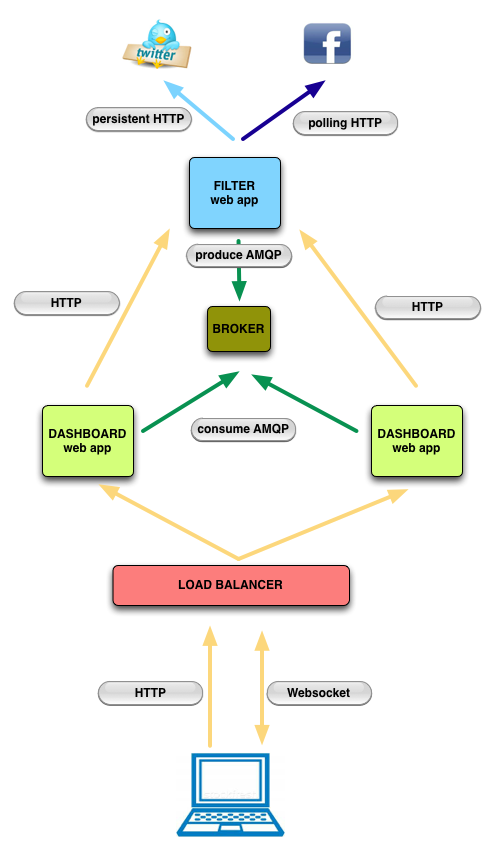 twitter
f
persistent HTTP
polling HTTP
FILTER
web app
produce AMQP
HTTP
HTTP
BROKER
consume AMQP
DASHBOARD
web app
DASHBOARD
web app
LOAD BALANCER
HTTP
Websocket